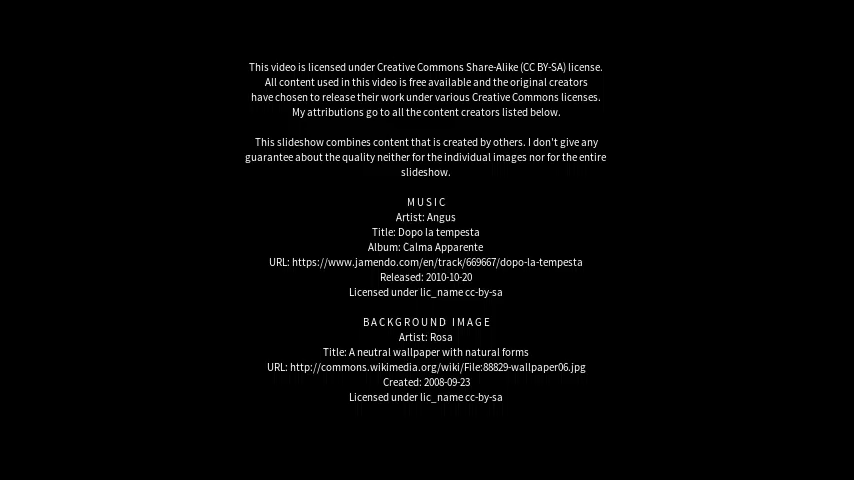 This video is licensed under Creative Commons Share-Alike (CC BY-SA) license.
All content used in this video is free available and the original creators
have chosen to release their work under various Creative Commons licenses.
My attributions go to all the content creators listed below.
This slideshow combines content that is created by others. I don't give any
guarantee about the quality neither for the individual images nor for the entire
slideshow.
MUSIC
Artist: Angus
Title: Dopo la tempesta
Album: Calma Apparente
URL: https://www.jamendo.com/en/track/669667/dopo-la-tempesta
Released: 2010-10-20
Licensed under lic_name cc-by-sa
BACKGROUND IMAGE
Artist: Rosa
Title: A neutral wallpaper with natural forms
URL: http://commons.wikimedia.org/wiki/File:88829-wallpaper06.jpg
Created: 2008-09-23
Licensed under lic_name cc-by-sa